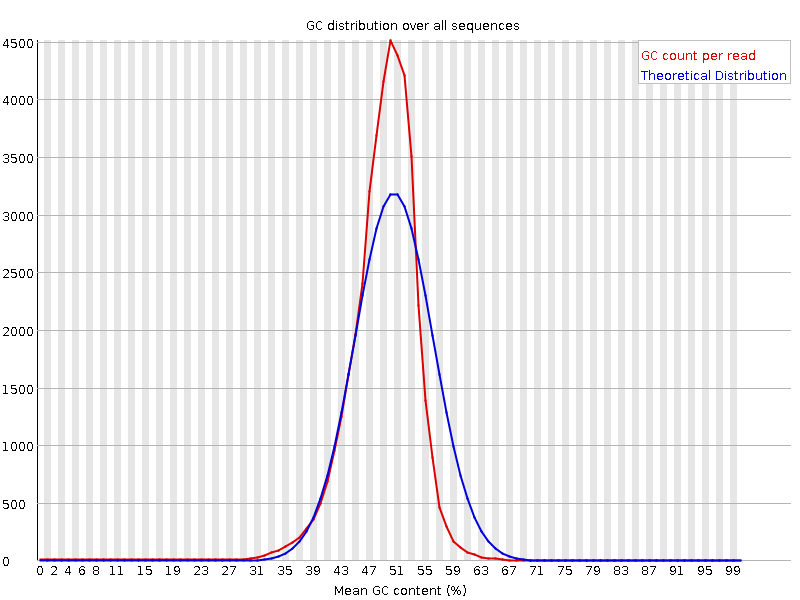 GC distribution over all sequences
GC count per read
Theoretical Distribution
4500
4000
3500
3000
2500
2000
1500
1000
500
0
0 2 4 6 8 11 15 19 23 27 31 35 39 43 47 51 55 59 63 67 71 75 79 83 87 91 95 99
Mean GC content (%)